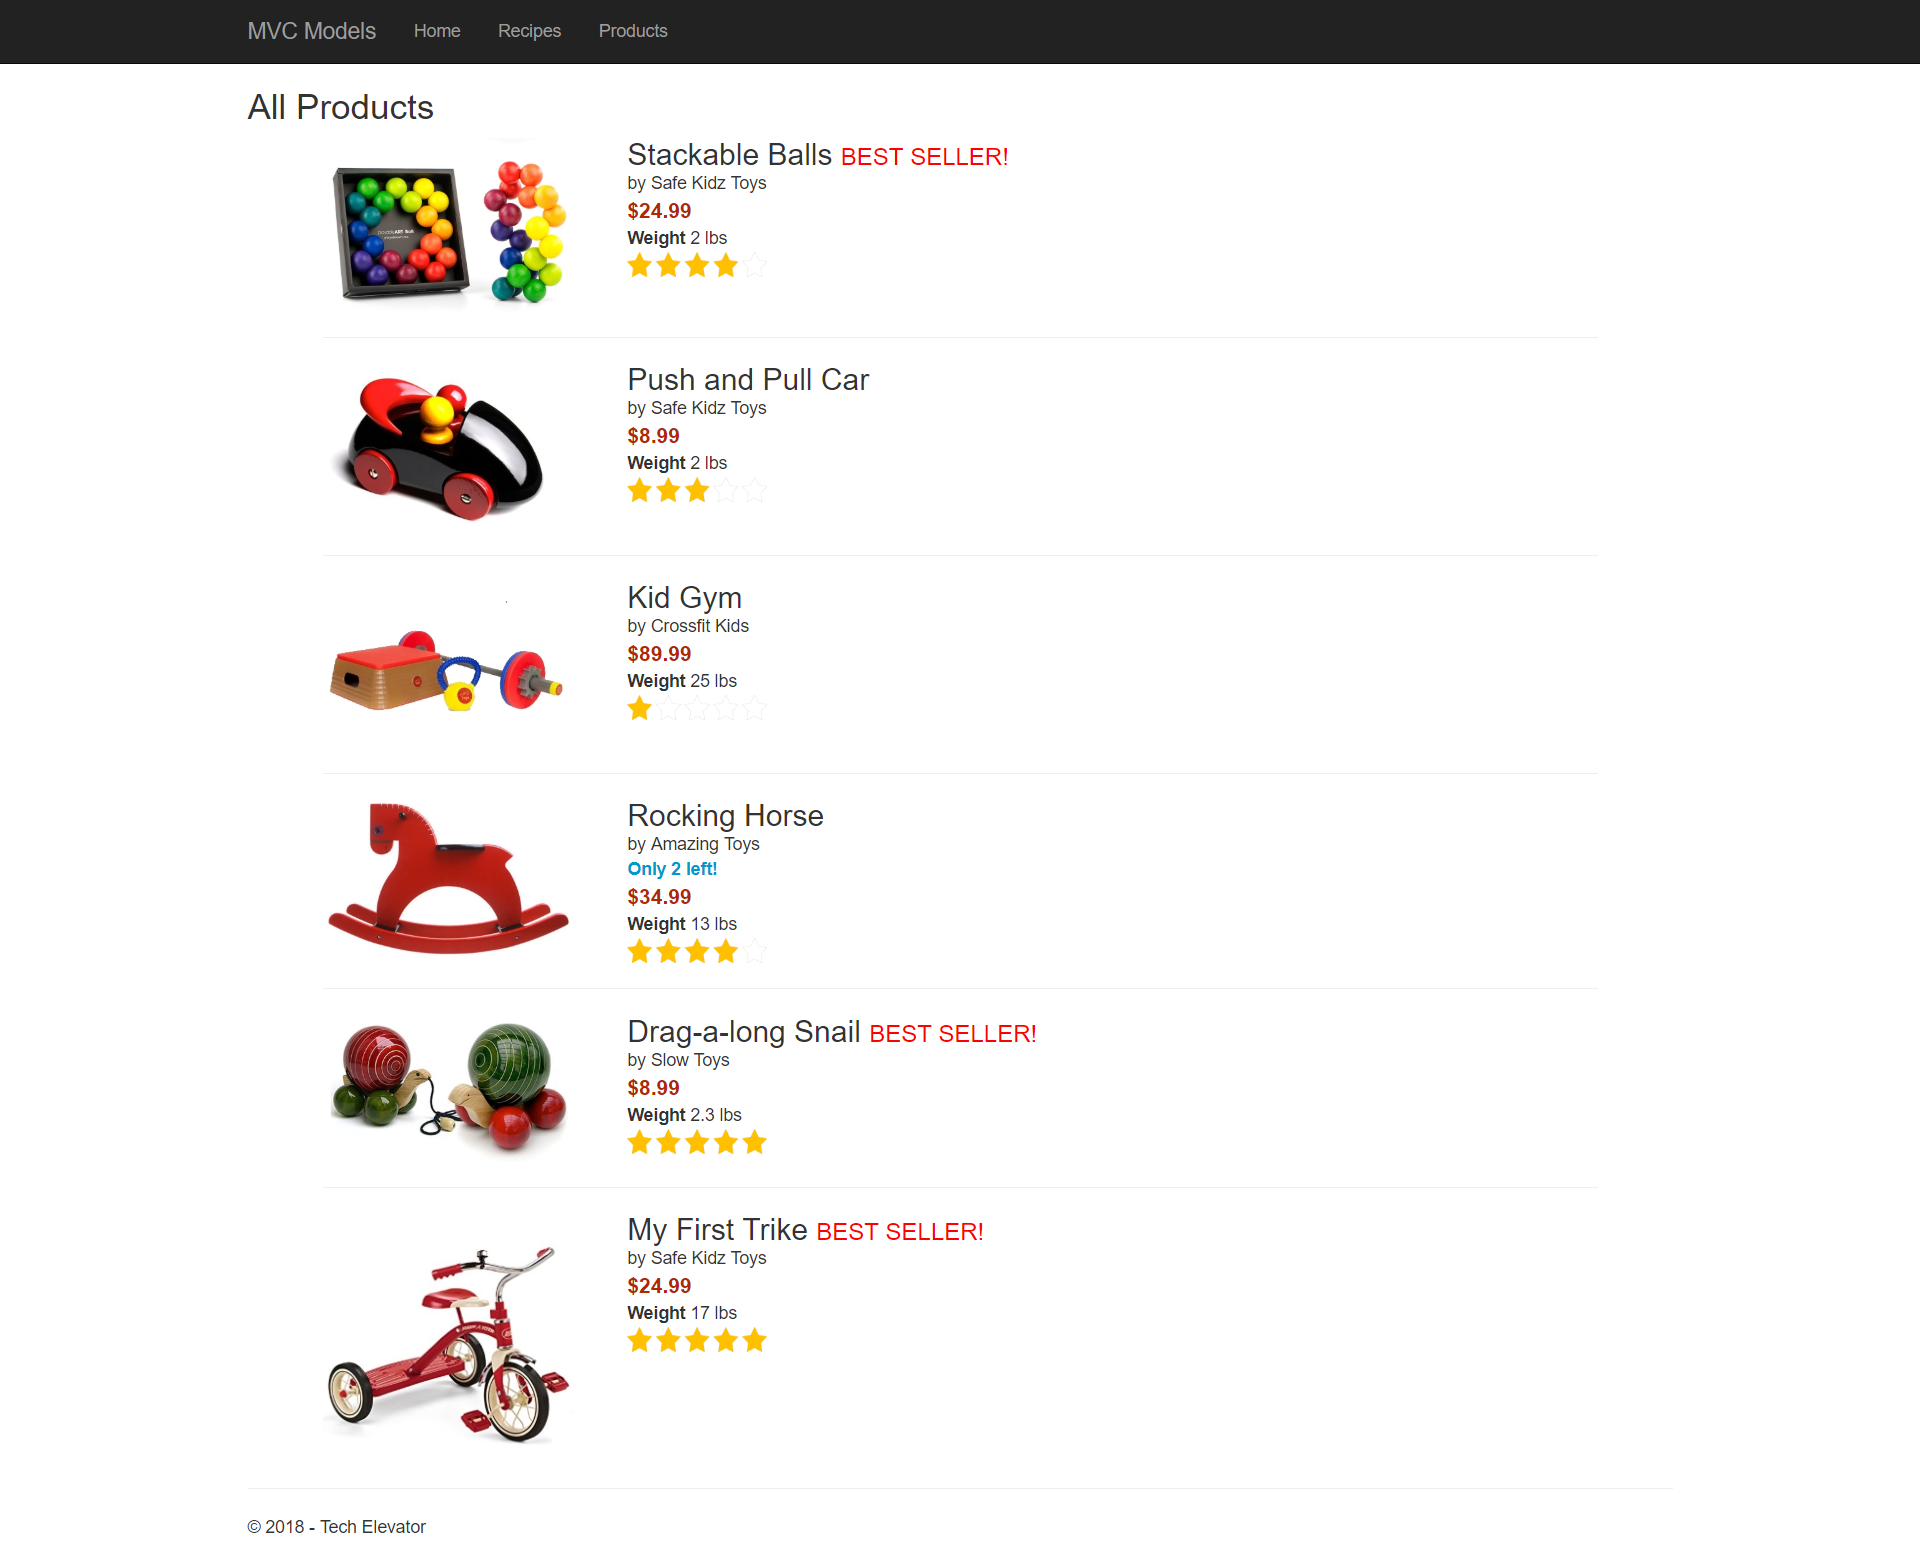 MVC Models Home Recipes Products
All Products
Stackable Balls BEST SELLER!
by Safe Kidz Toys
$24.99
Weight 2 lbs
Push and Pull Car
by Safe Kidz Toys
$8.99
Weight 2 lbs
Kid Gym
by Crossfit Kids
$89.99
Weight 25 lbs
Rocking Horse
by Amazing Toys
Only 2 left!
$34.99
Weight 13 lbs
Drag-a-long Snail BEST SELLER!
by Slow Toys
$8.99
Weight 2.3 lbs
My First Trike BEST SELLER!
by Safe Kidz Toys
$24.99
Weight 17 lbs
© 2018 - Tech Elevator